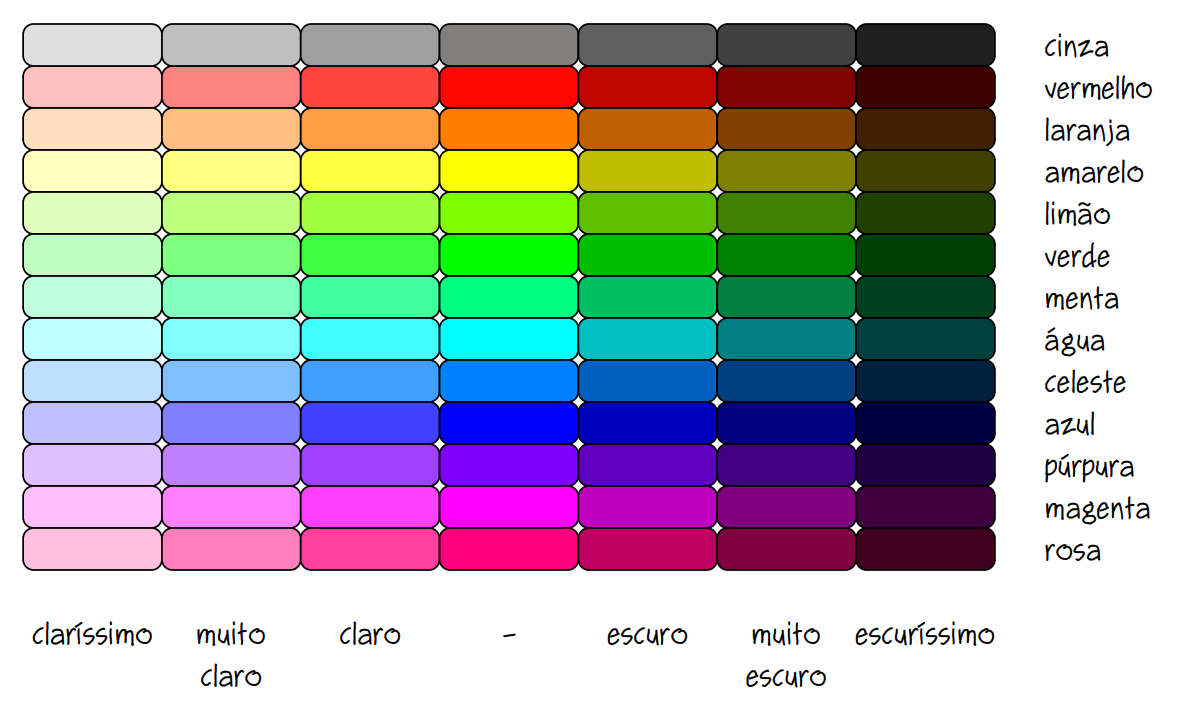 cinza
vermelho
laranja
amarelo
limão
verde
menta
água
celeste
azul
púrpura
magenta
rosa
claríssimo muito claro - escuro muito escuríssimo
claro escuro